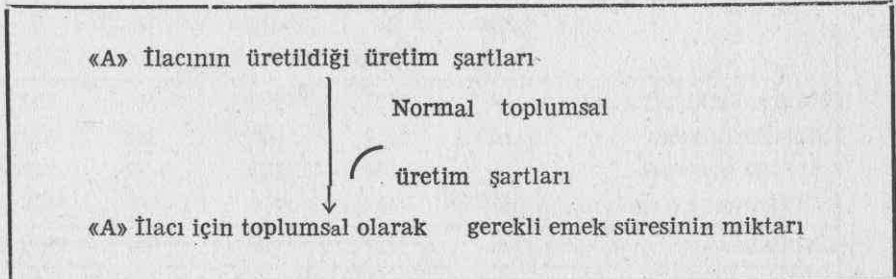 «A» İlacının üretildiği üretim şartları
Normal toplumsal
üretim şartları
«A» İlacı için toplumsal olarak gerekli emek süresinin miktarı